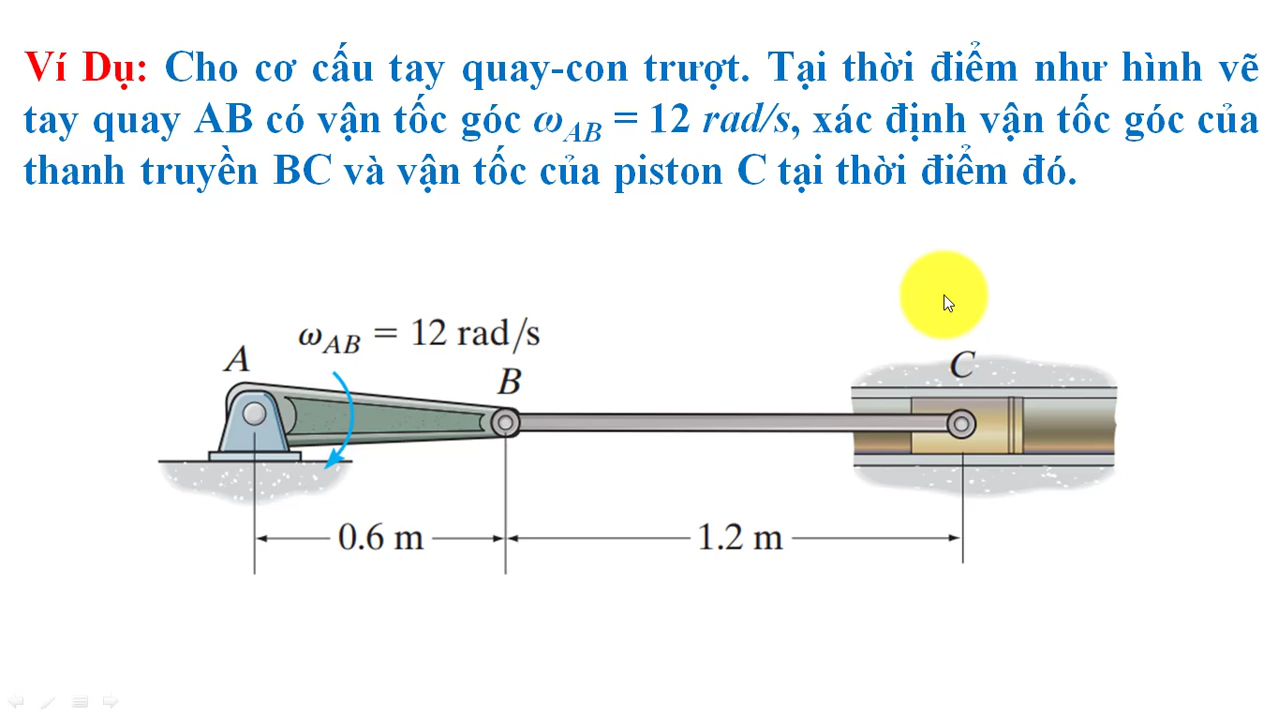 Ví Dụ: Cho cơ cấu tay quay-con trượt. Tại thời điểm như hình vẽ
tay quay AB có vận tốc góc ωAB = 12 rad/s, xác định vận tốc góc của
thanh truyền BC và vận tốc của piston C tại thời điểm đó.
ωAB = 12 rad/s
A
B
C
0.6 m
1.2 m